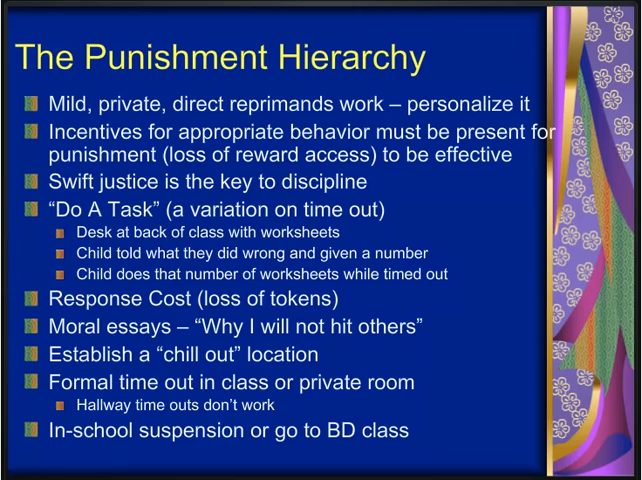 The Punishment Hierarchy
Mild, private, direct reprimands work – personalize it
Incentives for appropriate behavior must be present for
punishment (loss of reward access) to be effective
Swift justice is the key to discipline
“Do A Task” (a variation on time out)
Desk at back of class with worksheets
Child told what they did wrong and given a number
Child does that number of worksheets while timed out
Response Cost (loss of tokens)
Moral essays – “Why I will not hit others”
Establish a “chill out” location
Formal time out in class or private room
Hallway time outs don’t work
In-school suspension or go to BD class